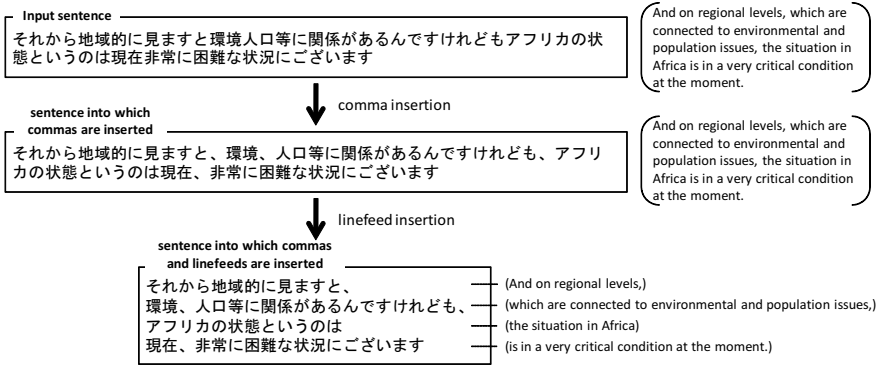 Input sentence
それから地域的に見ますと環境人口等に関係があるんですけれどもアフリカの状
態というのは現在非常に困難な状況にございます
And on regional levels, which are
connected to environmental and
population issues, the situation in
Africa is in a very critical condition
at the moment.
comma insertion
sentence into which
commas are inserted
それから地域的に見ますと、環境、人口等に関係があるんですけれども、アフリ
カの状態というのは現在、非常に困難な状況にございます
And on regional levels, which are
connected to environmental and
population issues, the situation in
Africa is in a very critical condition
at the moment.
linefeed insertion
sentence into which commas
and linefeeds are inserted
それから地域的に見ますと、
(And on regional levels,)
環境、人口等に関係があるんですけれども、
(which are connected to environmental and population issues,)
アフリカの状態というのは
(the situation in Africa)
現在、非常に困難な状況にございます
(is in a very critical condition at the moment.)